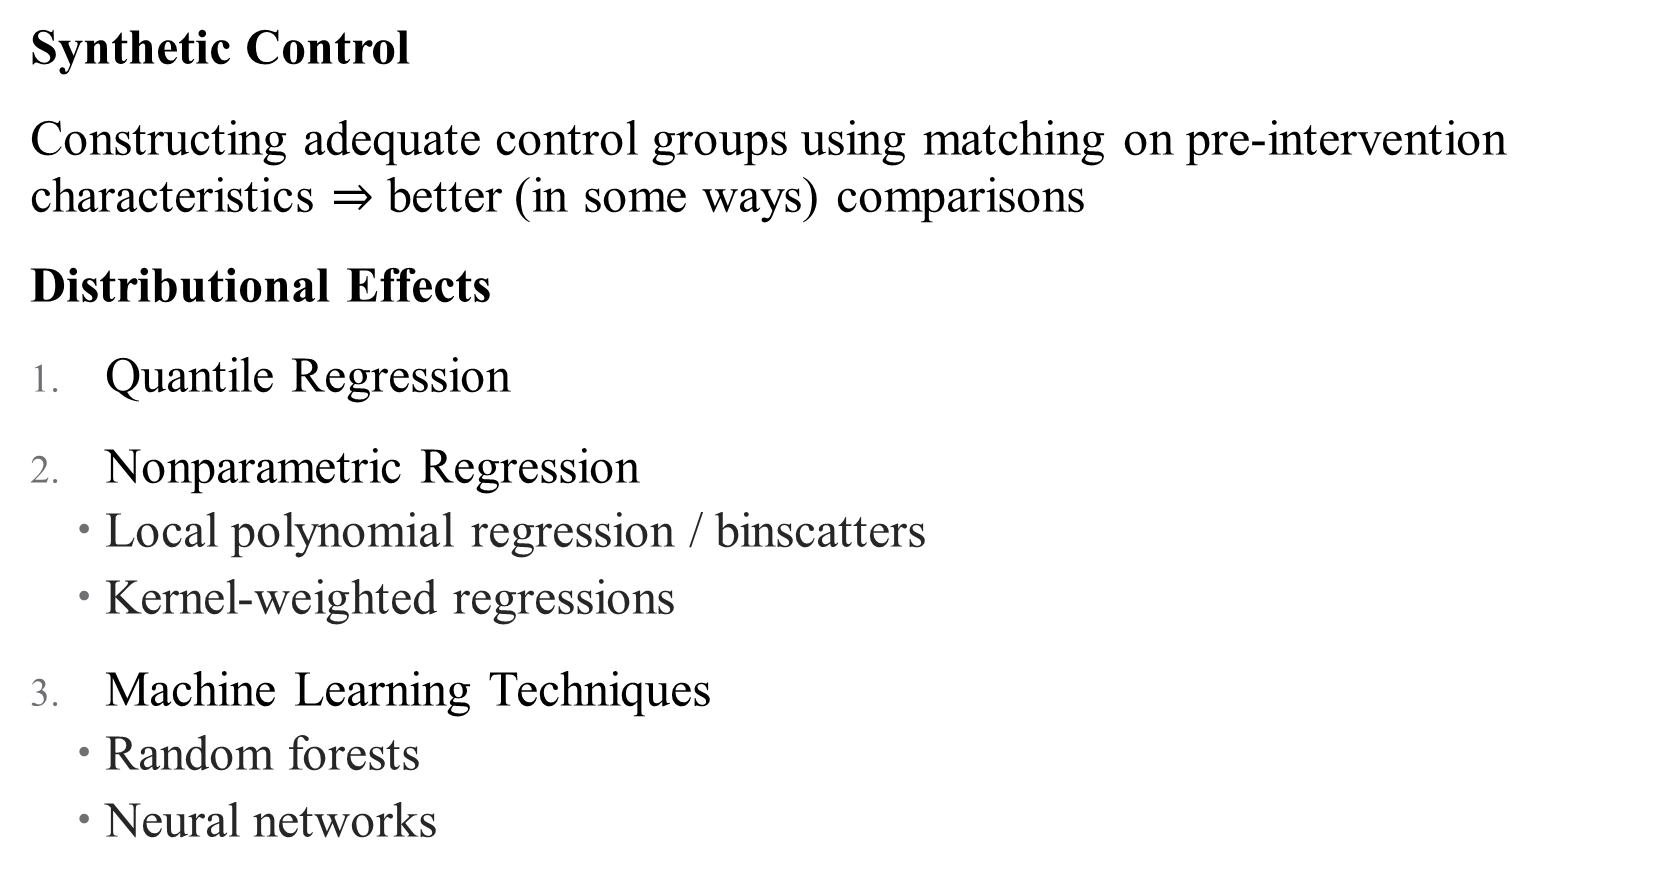 Synthetic Control
Constructing adequate control groups using matching on pre-intervention
characteristics ⇒ better (in some ways) comparisons
Distributional Effects
1. Quantile Regression
2. Nonparametric Regression
• Local polynomial regression / binscatters
• Kernel-weighted regressions
3. Machine Learning Techniques
• Random forests
• Neural networks